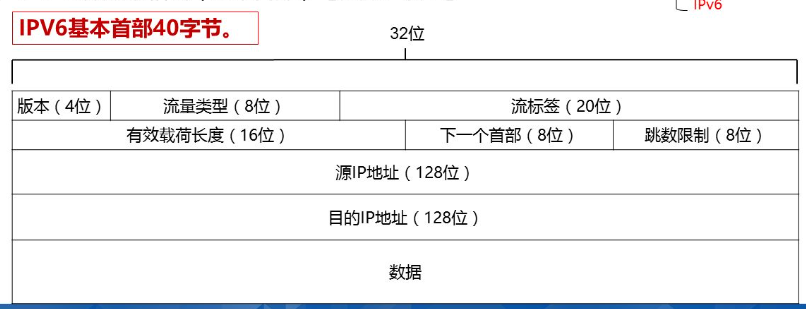 IPv6
IPV6基本首部40字节。
32位
版本（4位） 流量类型（8位） 流标签（20位）
有效载荷长度（16位） 下一个首部（8位） 跳数限制（8位）
源IP地址（128位）
目的IP地址（128位）
数据